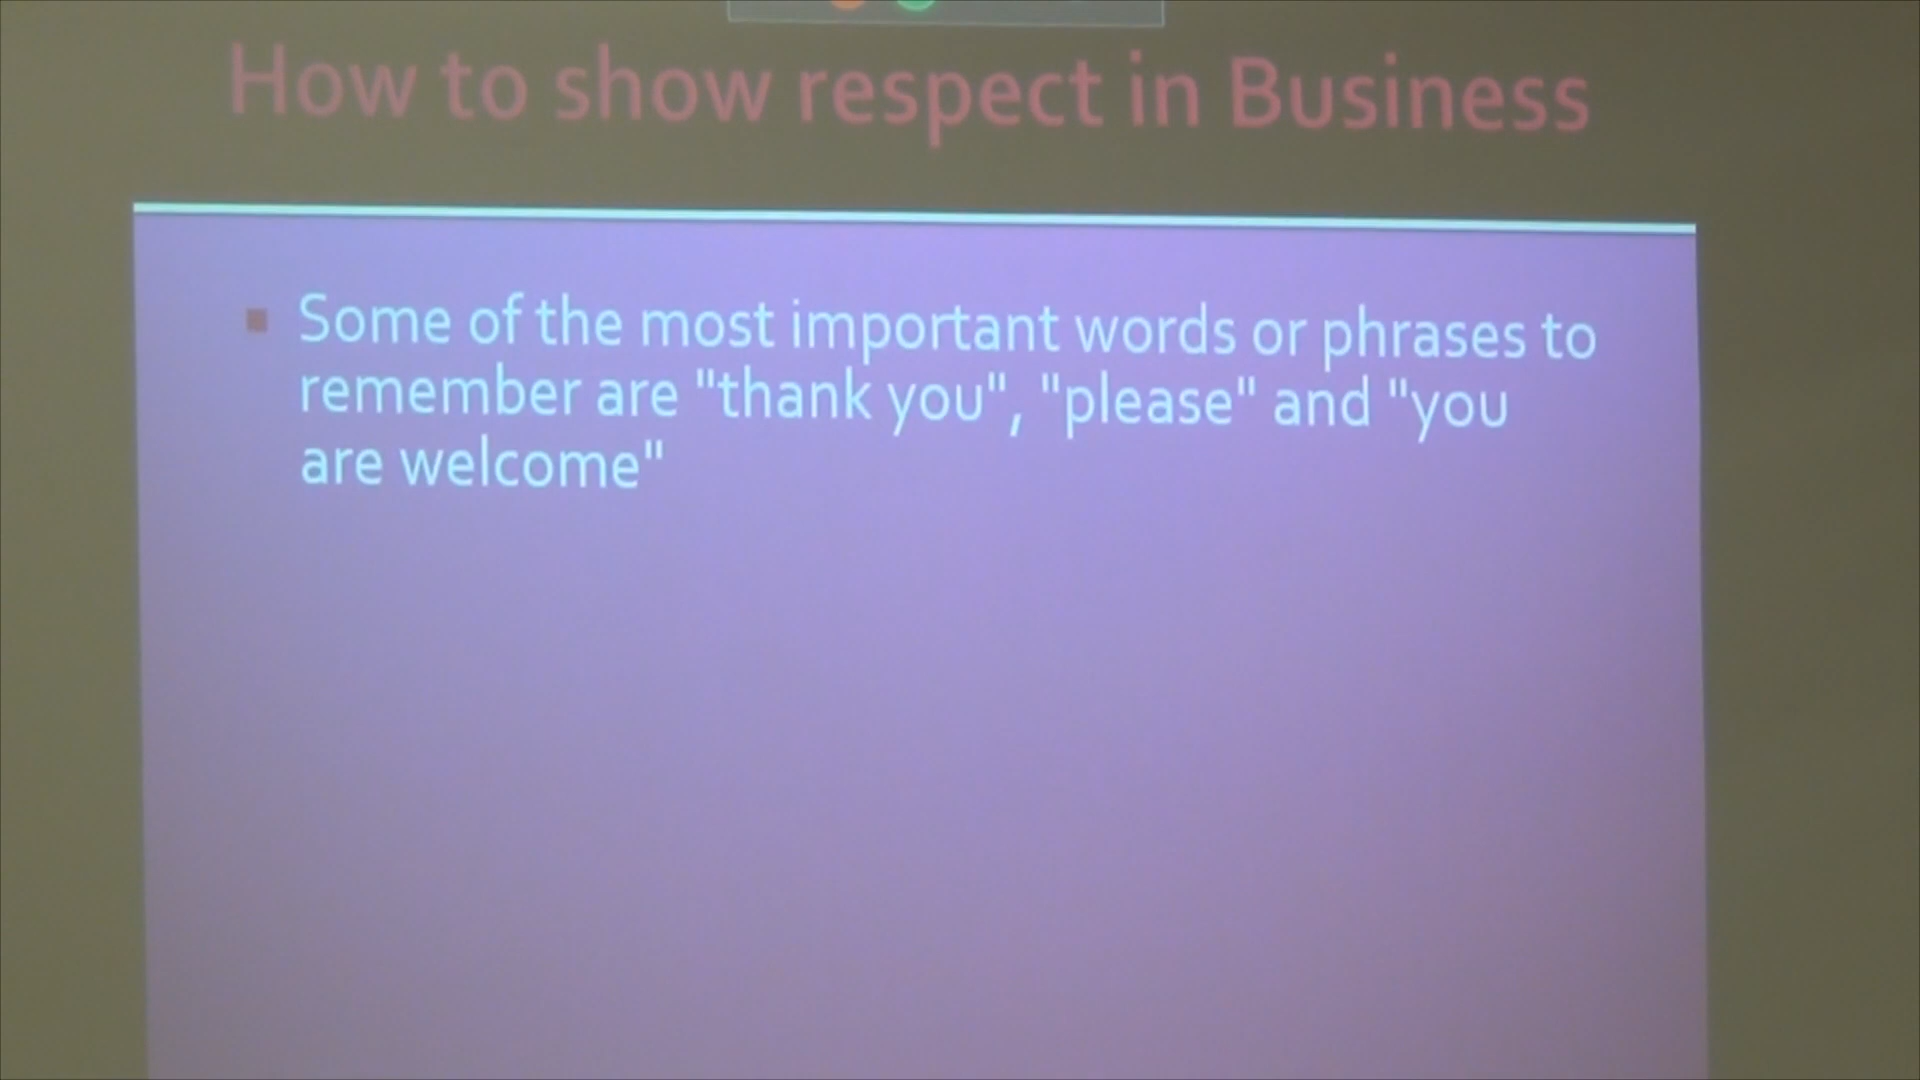 How to show respect in Business
Some of the most important words or phrases to
remember are "thank you", "please" and "you
are welcome"